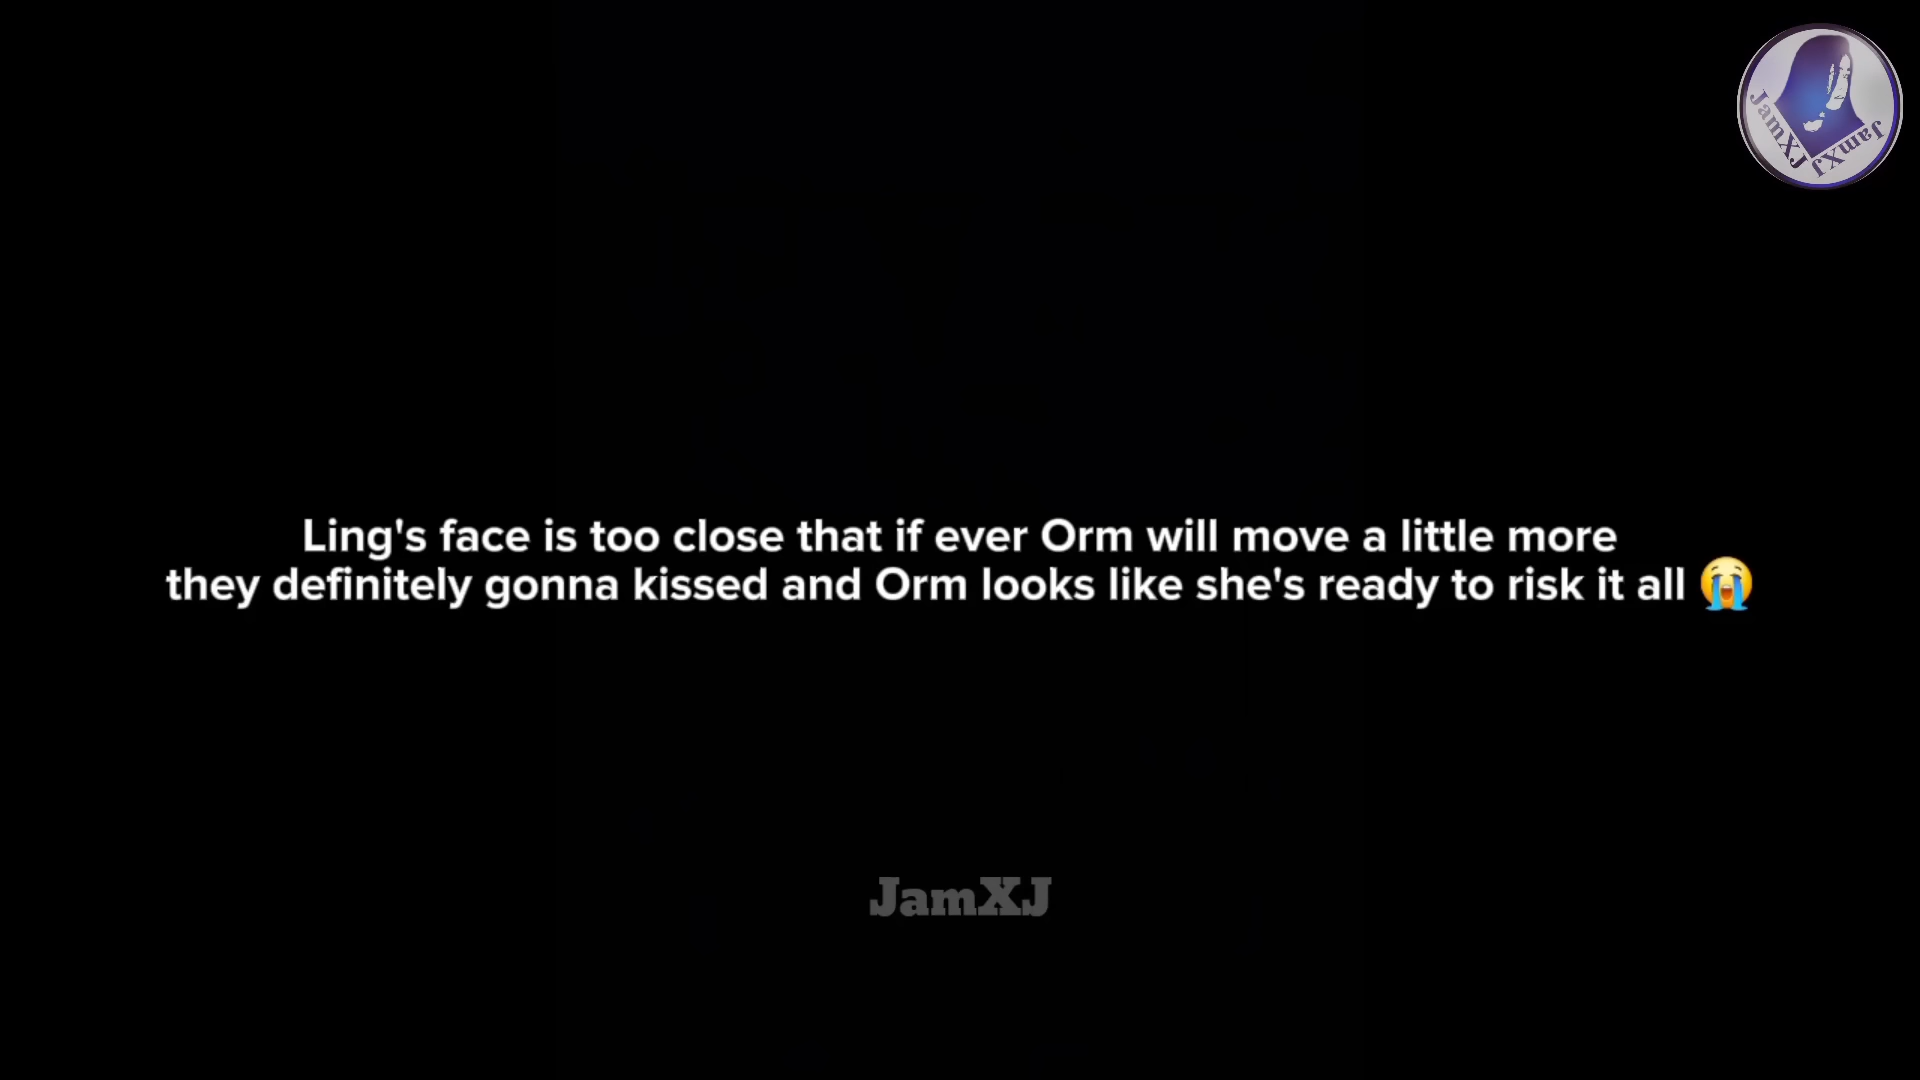 JamXJ JamXJ
Ling's face is too close that if ever Orm will move a little more
they definitely gonna kissed and Orm looks like she's ready to risk it all 😭
JamXJ